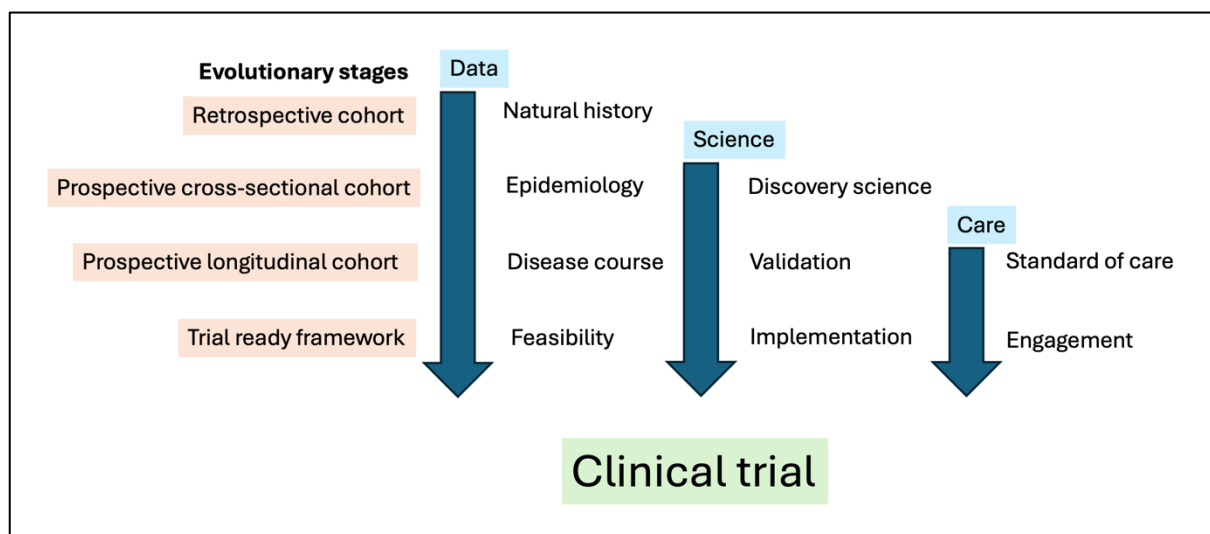 Evolutionary stages
Data
Retrospective cohort
Natural history
Science
Prospective cross-sectional cohort
Epidemiology
Discovery science
Care
Prospective longitudinal cohort
Disease course
Validation
Standard of care
Trial ready framework
Feasibility
Implementation
Engagement
Clinical trial